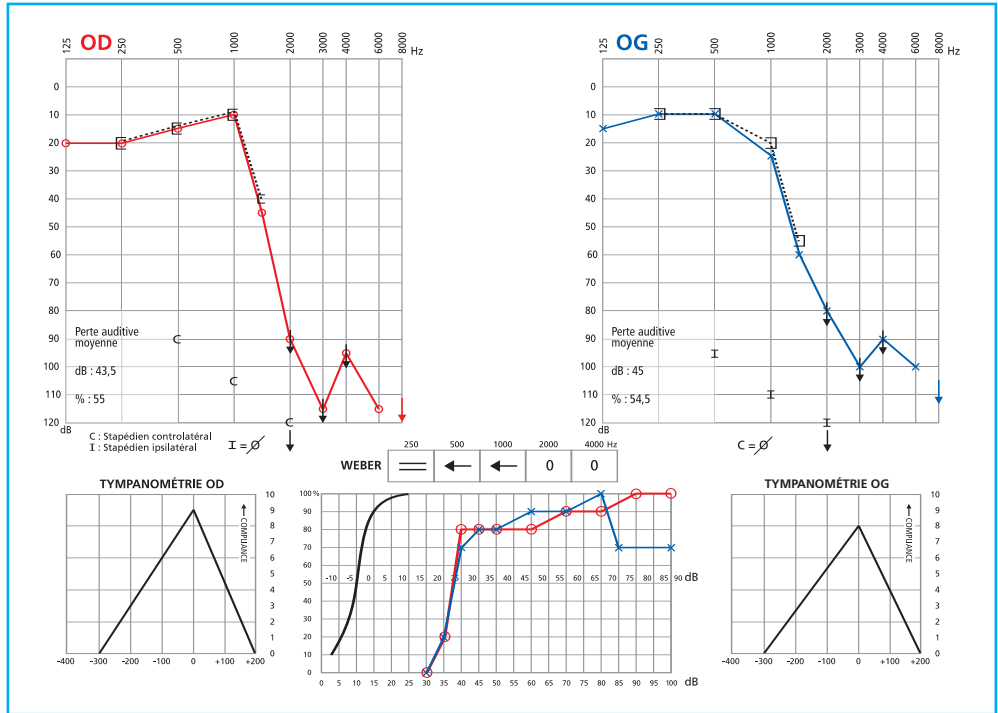 OD
125 250 500 1000 2000 3000 4000 6000 8000 Hz
0
10
20
30
40
50
60
70
80
90
100
110
120
dB
Perte auditive
moyenne
dB : 43,5
% : 55
C : Stapédien controlatéral
I : Stapédien ipsilatéral
I = Ø
OG
125 250 500 1000 2000 3000 4000 6000 8000 Hz
0
10
20
30
40
50
60
70
80
90
100
110
120
dB
Perte auditive
moyenne
dB : 45
% : 54,5
C = Ø
250 500 1000 2000 4000 Hz
WEBER = ← ← 0 0
TYMPANOMÉTRIE OD
10
9
8
7
6
5
4
3
2
1
0
COMPLIANCE
-400 -300 -200 -100 0 +100 +200
100 %
90
80
70
60
50
40
30
20
10
0
-10 -5 0 5 10 15 20 25 30 35 40 45 50 55 60 65 70 75 80 85 90 dB
0 5 10 15 20 25 30 35 40 45 50 55 60 65 70 75 80 85 90 95 100
dB
TYMPANOMÉTRIE OG
10
9
8
7
6
5
4
3
2
1
0
COMPLIANCE
-400 -300 -200 -100 0 +100 +200